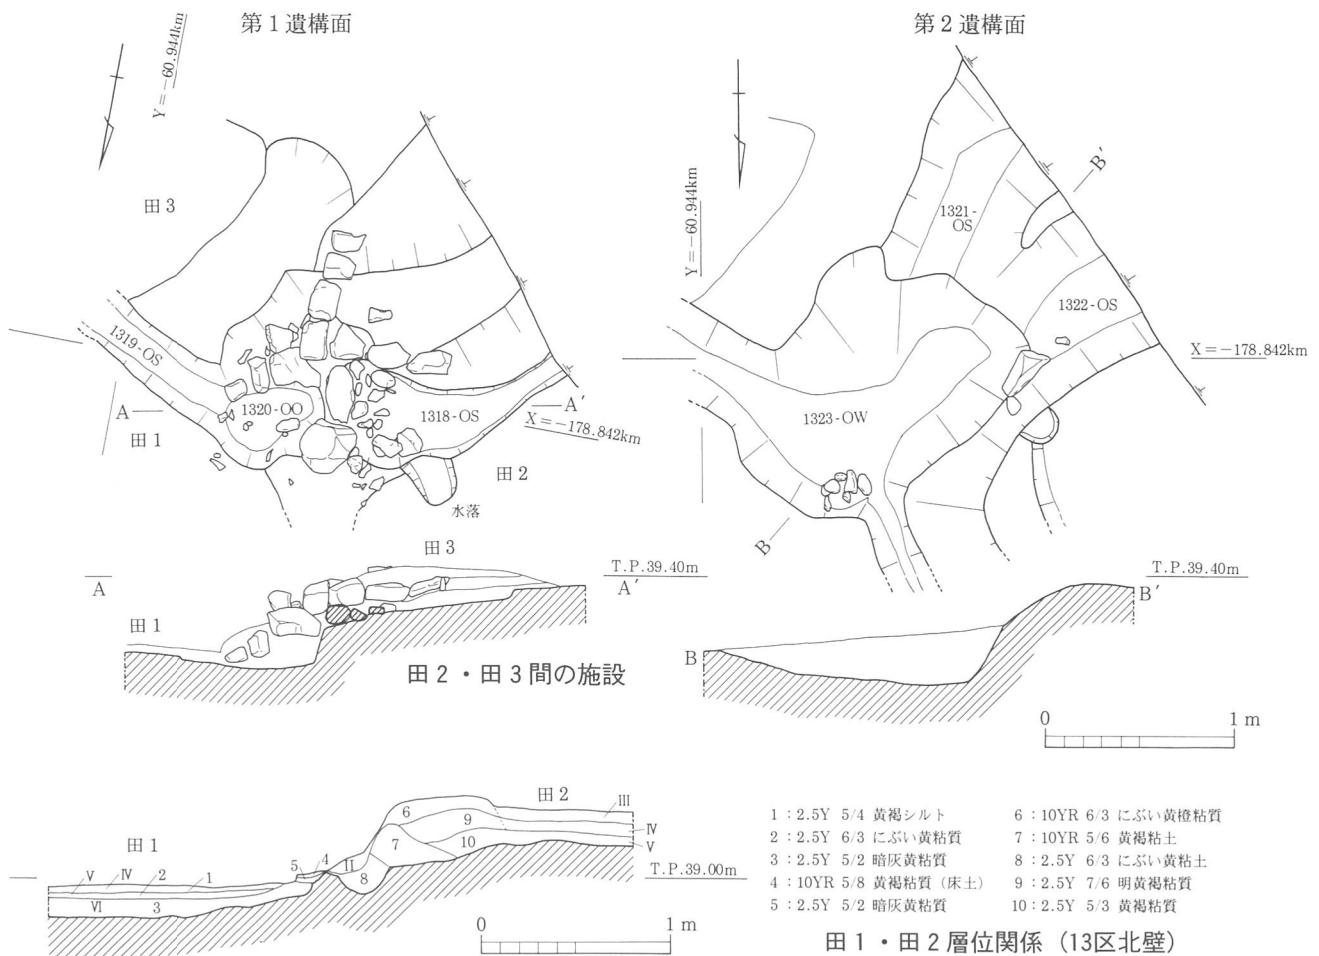 第1遺構面
第2遺構面
Y=-60.944km
田3
1319-OS
A
田1
1320-OO
1318-OS
A′
X=-178.842km
田2
水落
Y=-60.944km
1321-
OS
B′
1322-OS
X=-178.842km
1323-OW
B
田3
T.P.39.40m
A
A′
田1
田2・田3間の施設
T.P.39.40m
B
B′
0 1m
田2
田1
V
IV
2
1
VI
3
5
4
II
8
7
6
9
10
III
IV
V
T.P.39.00m
0 1m
1:2.5Y 5/4 黄褐シルト
2:2.5Y 6/3 にぶい黄粘質
3:2.5Y 5/2 暗灰黄粘質
4:10YR 5/8 黄褐粘質(床土)
5:2.5Y 5/2 暗灰黄粘質
6:10YR 6/3 にぶい黄橙粘質
7:10YR 5/6 黄褐粘土
8:2.5Y 6/3 にぶい黄粘土
9:2.5Y 7/6 明黄褐粘質
10:2.5Y 5/3 黄褐粘質
田1・田2層位関係(13区北壁)